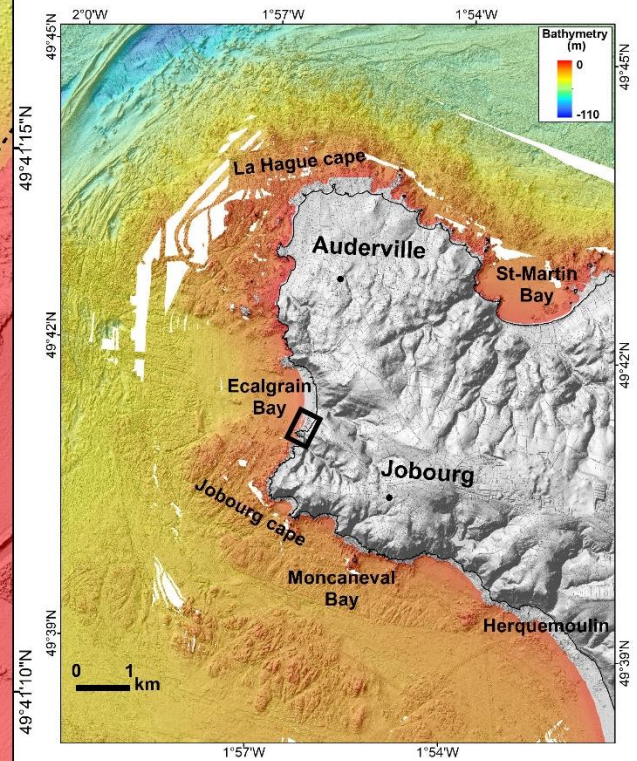 2°0'W 1°57'W 1°54'W
49°45'N
49°45'N
Bathymetry
(m)
0
-110
49°41'15"N
La Hague cape
Auderville
St-Martin
Bay
49°42'N
49°42'N
Ecalgrain
Bay
Jobourg
Jobourg cape
Moncaneval
Bay
Herquemoulin
49°39'N
49°39'N
0 1
km
49°41'10"N
1°57'W 1°54'W